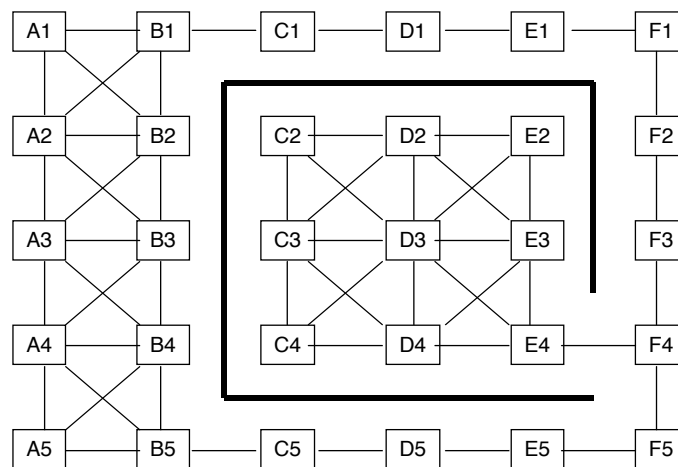 A1 B1 C1 D1 E1 F1
A2 B2 C2 D2 E2 F2
A3 B3 C3 D3 E3 F3
A4 B4 C4 D4 E4 F4
A5 B5 C5 D5 E5 F5